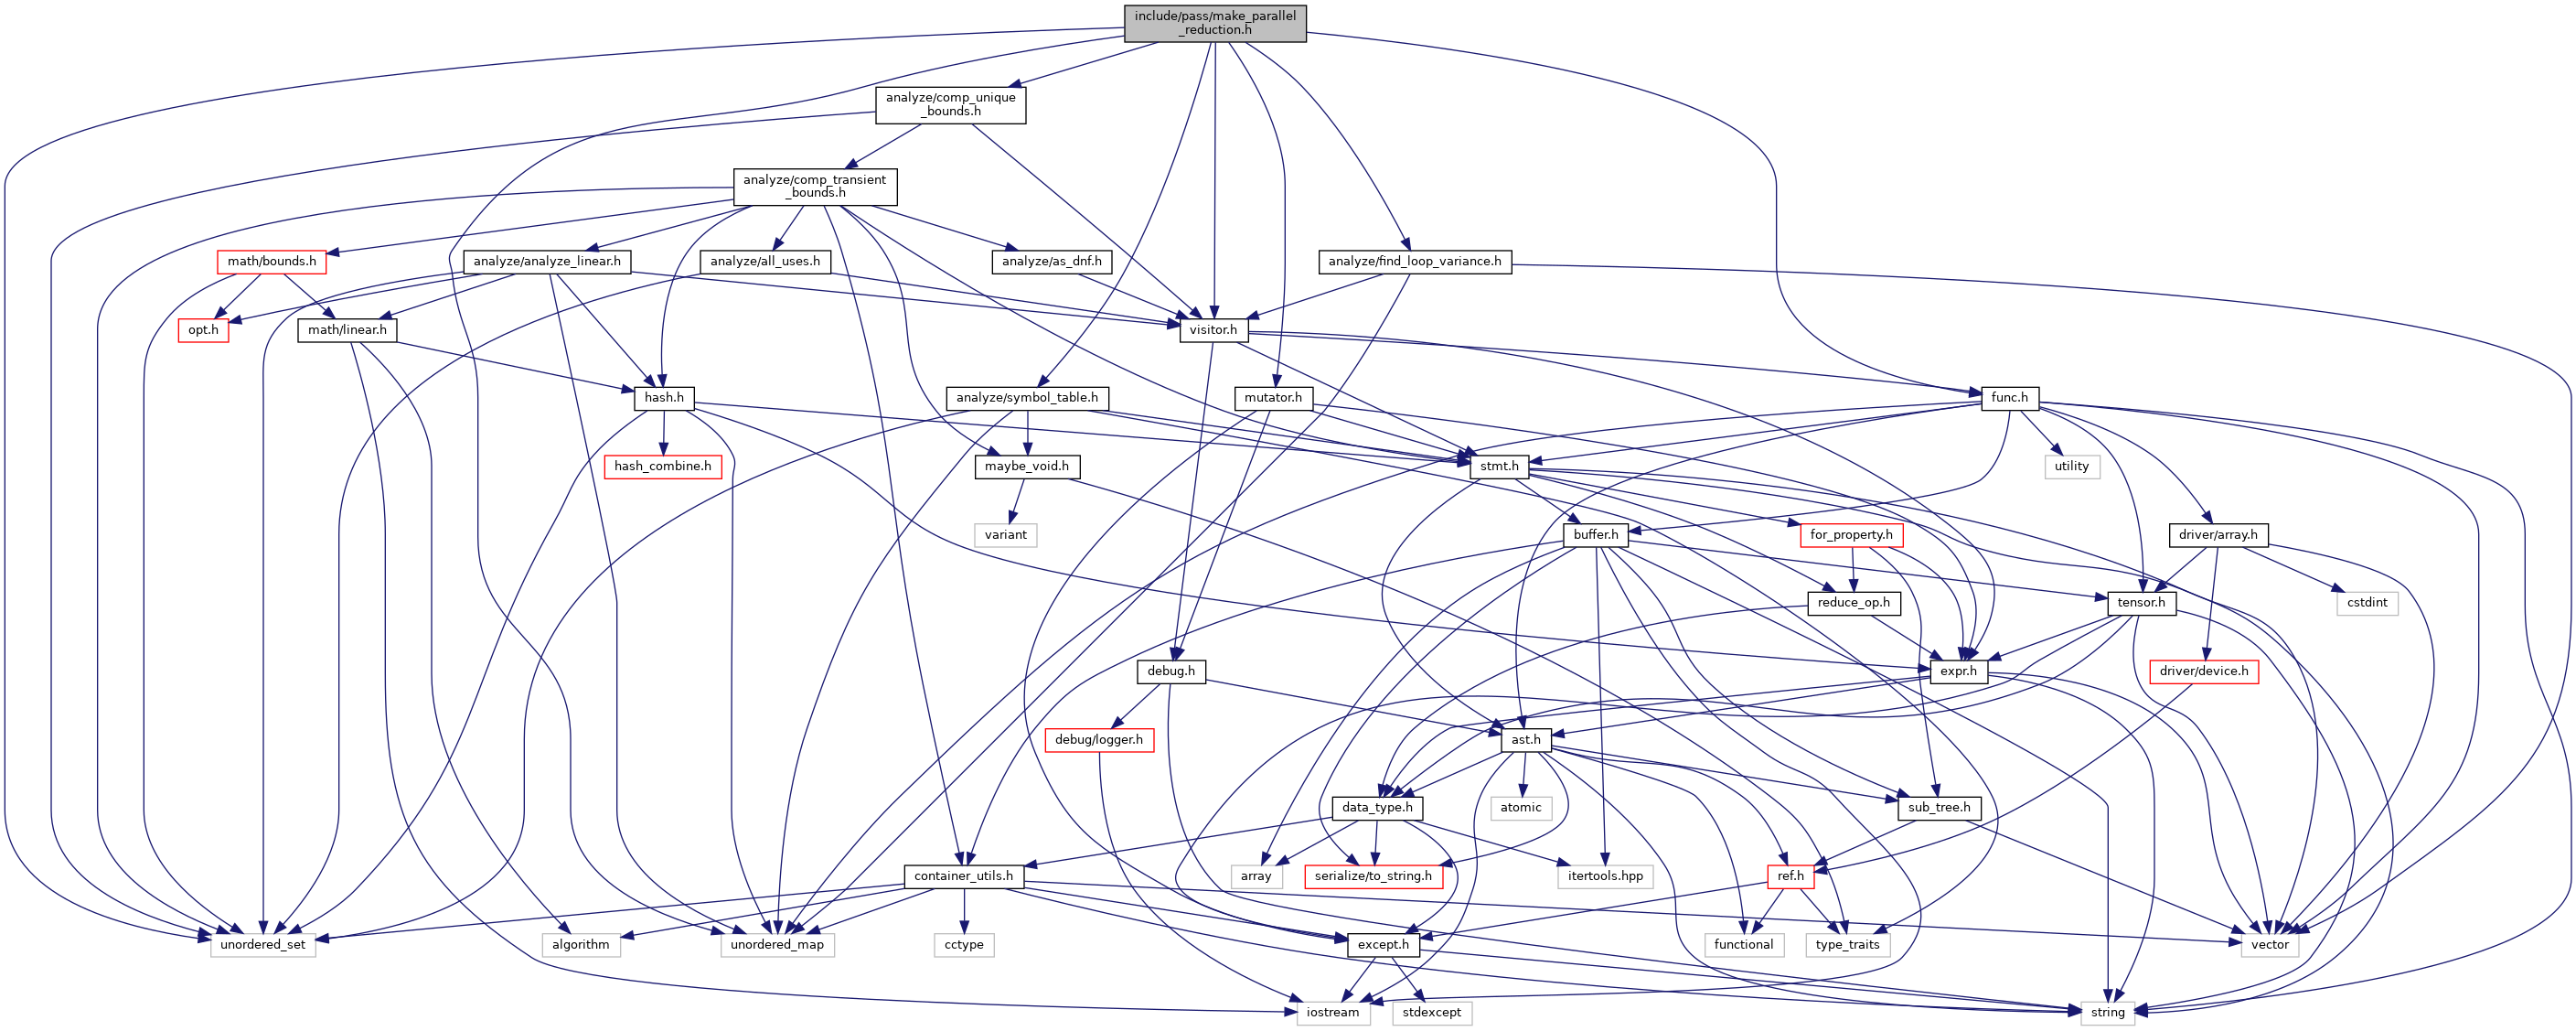 include/pass/make_parallel
_reduction.h
analyze/comp_unique
_bounds.h
analyze/comp_transient
_bounds.h
math/bounds.h
analyze/analyze_linear.h
analyze/all_uses.h
analyze/as_dnf.h
analyze/find_loop_variance.h
opt.h
math/linear.h
visitor.h
hash.h
analyze/symbol_table.h
mutator.h
func.h
hash_combine.h
maybe_void.h
stmt.h
utility
variant
buffer.h
for_property.h
driver/array.h
reduce_op.h
tensor.h
cstdint
debug.h
expr.h
driver/device.h
debug/logger.h
ast.h
data_type.h
atomic
sub_tree.h
container_utils.h
array
serialize/to_string.h
itertools.hpp
ref.h
unordered_set
algorithm
unordered_map
cctype
except.h
functional
type_traits
vector
iostream
stdexcept
string